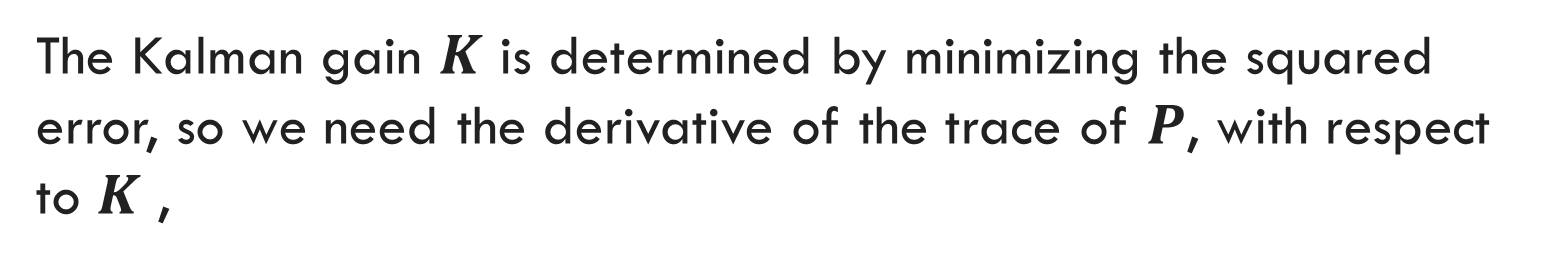 The Kalman gain K is determined by minimizing the squared
error, so we need the derivative of the trace of P, with respect
to K ,